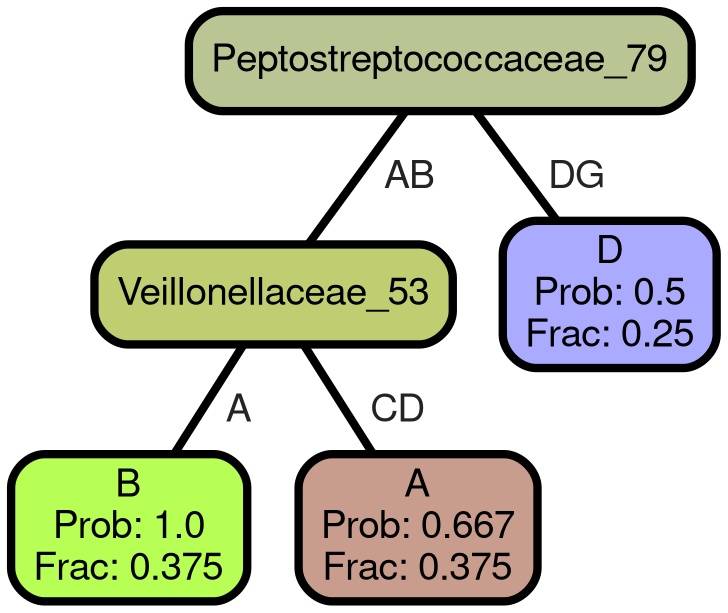 Peptostreptococcaceae_79
AB
DG
D
Prob: 0.5
Frac: 0.25
Veillonellaceae_53
A
CD
B
Prob: 1.0
Frac: 0.375
A
Prob: 0.667
Frac: 0.375